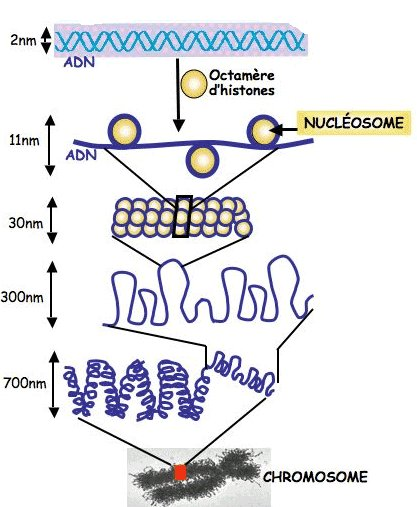 2nm
ADN
Octamère
d'histones
NUCLÉOSOME
11nm
ADN
30nm
300nm
700nm
CHROMOSOME